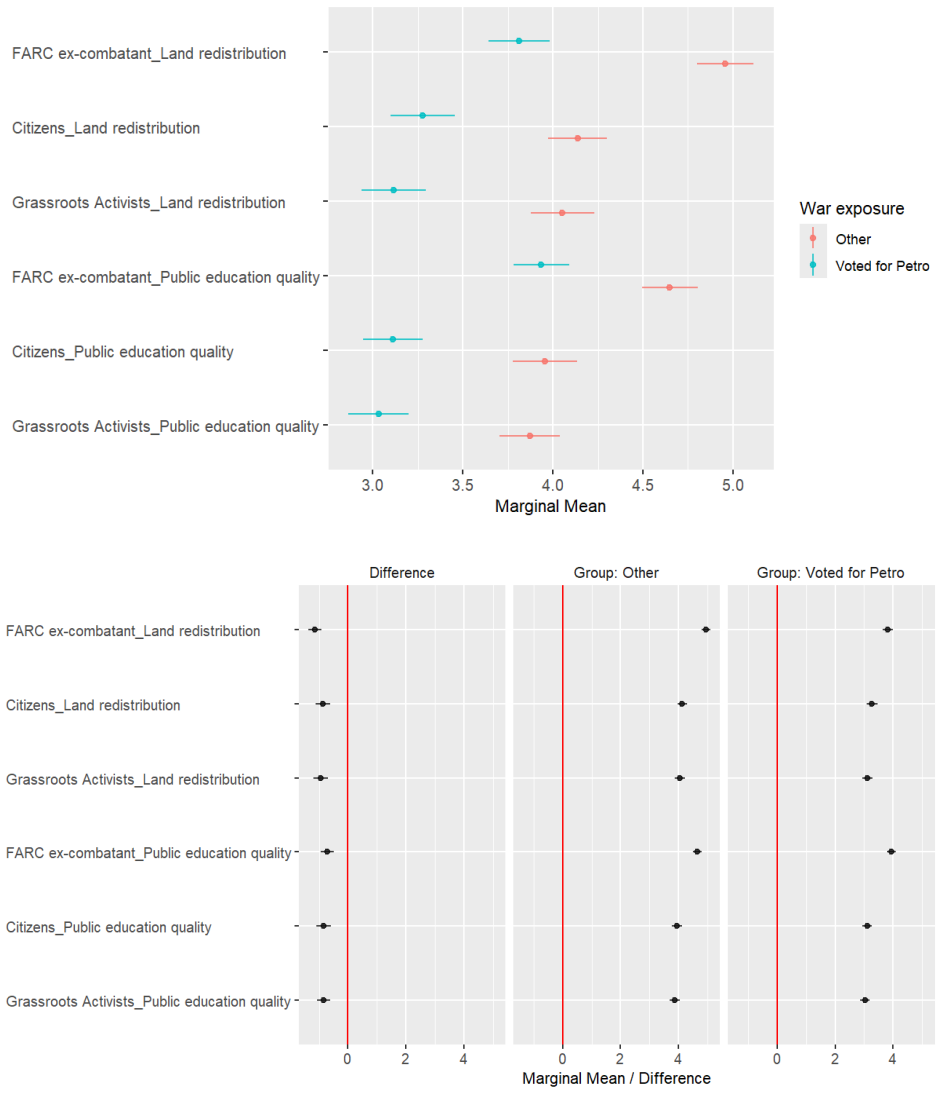 FARC ex-combatant_Land redistribution
Citizens_Land redistribution
Grassroots Activists_Land redistribution
FARC ex-combatant_Public education quality
Citizens_Public education quality
Grassroots Activists_Public education quality
3.0 3.5 4.0 4.5 5.0
Marginal Mean
War exposure
Other
Voted for Petro
Difference Group: Other Group: Voted for Petro
FARC ex-combatant_Land redistribution
Citizens_Land redistribution
Grassroots Activists_Land redistribution
FARC ex-combatant_Public education quality
Citizens_Public education quality
Grassroots Activists_Public education quality
0 2 4 0 2 4 0 2 4
Marginal Mean / Difference